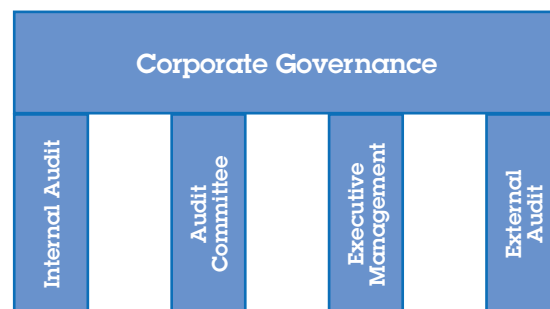 Corporate Governance
Internal Audit
Audit
Committee
Executive
Management
External
Audit